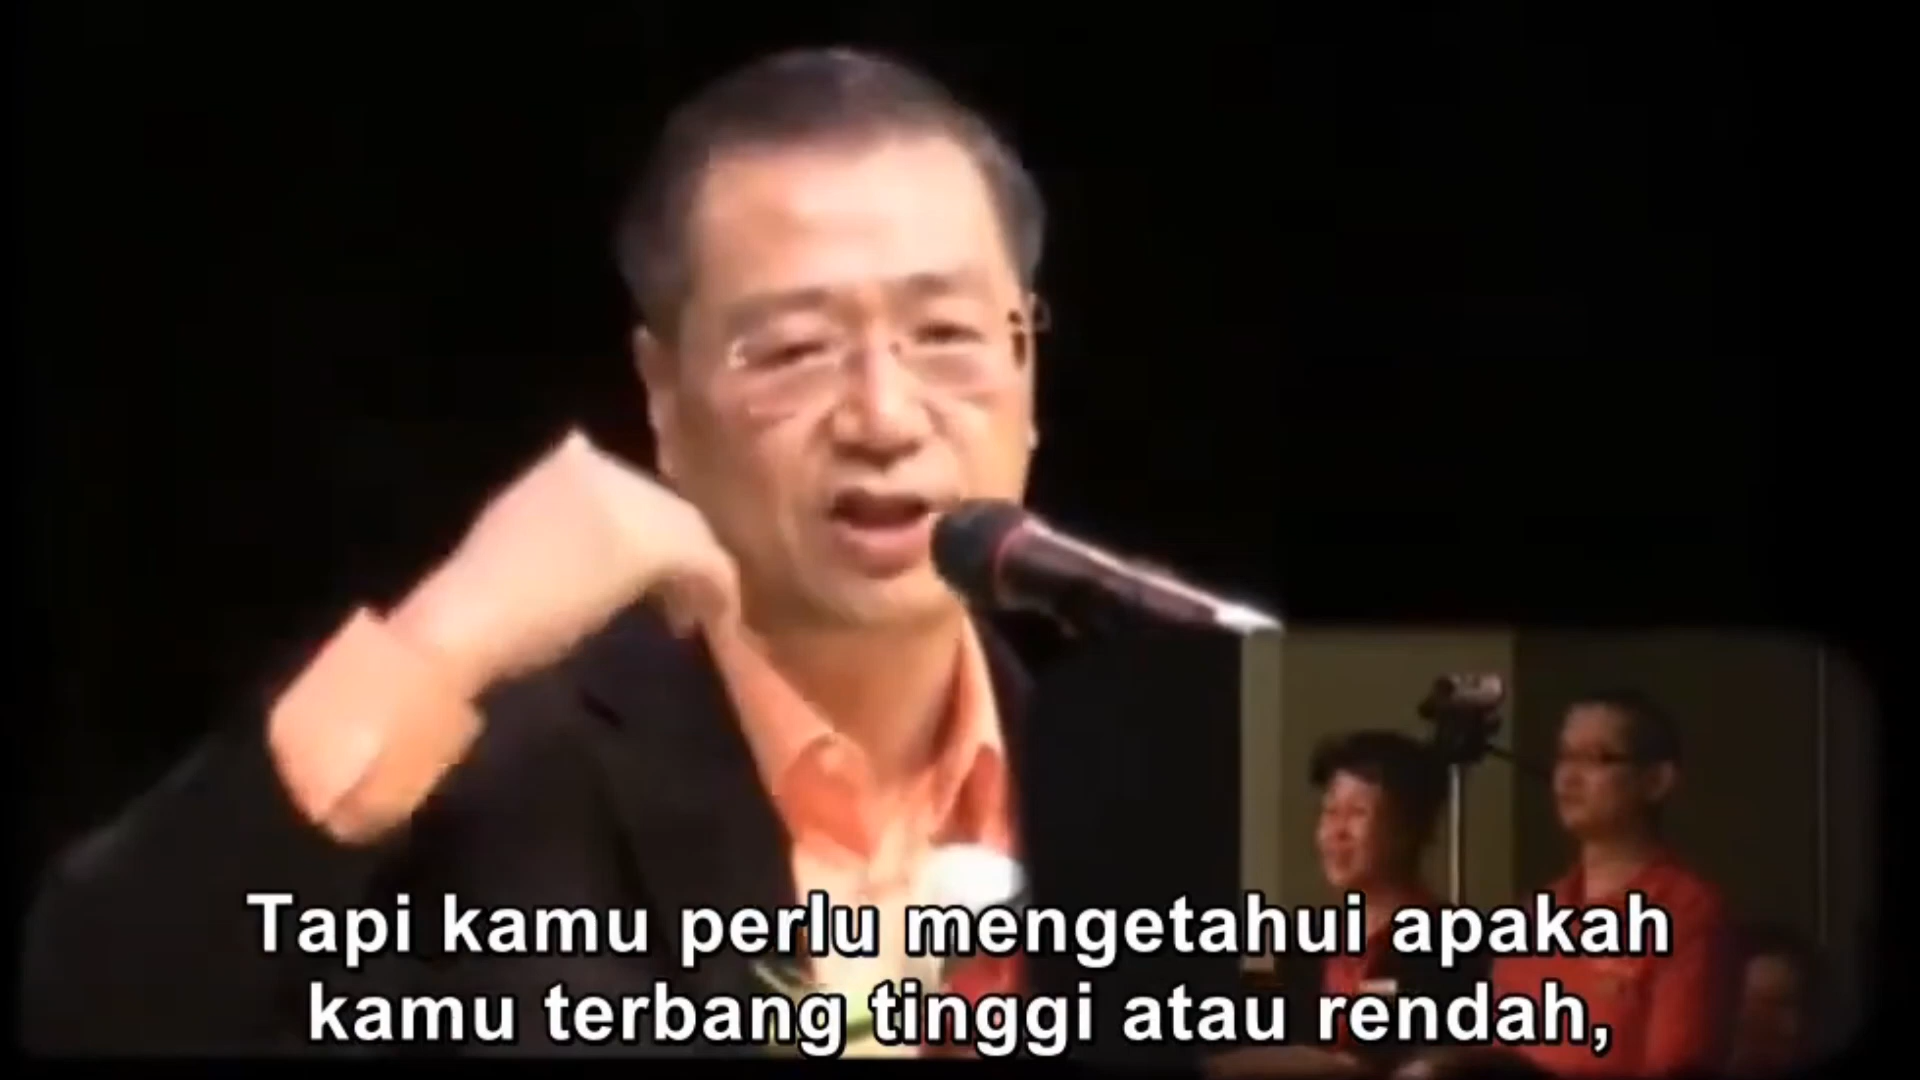 Tapi kamu perlu mengetahui apakah
kamu terbang tinggi atau rendah,